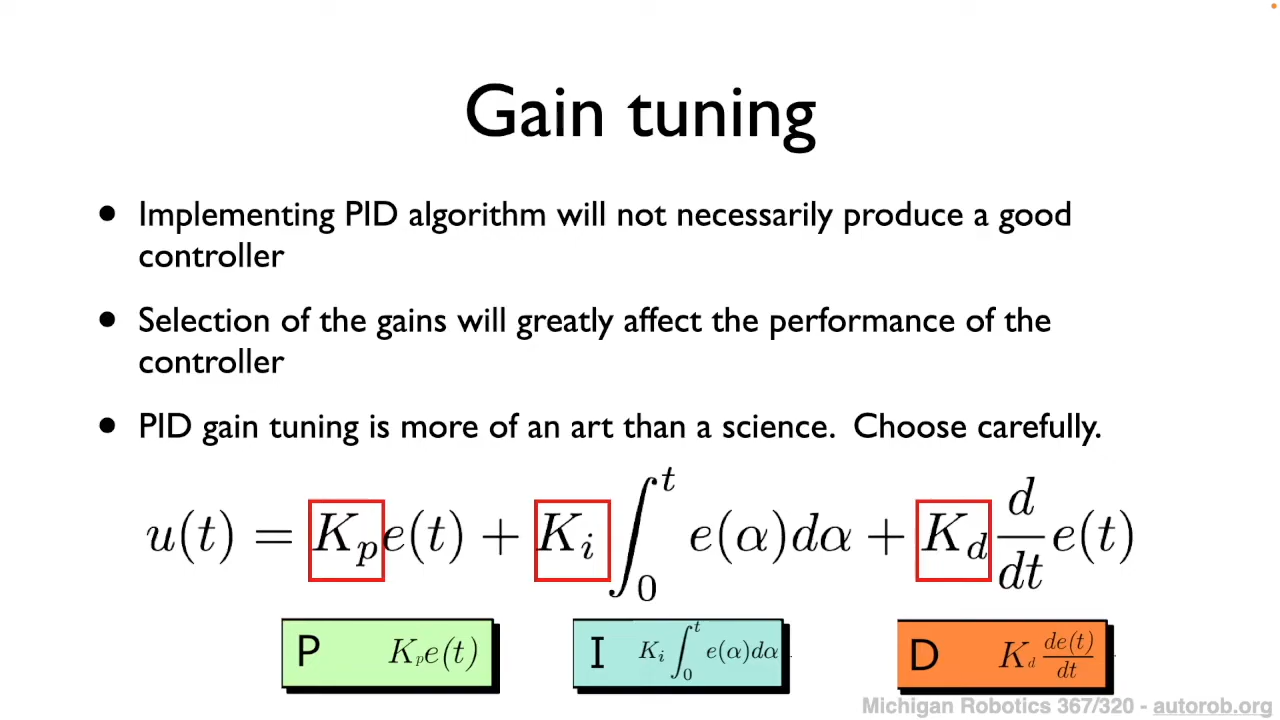 Gain tuning
• Implementing PID algorithm will not necessarily produce a good
controller
• Selection of the gains will greatly affect the performance of the
controller
• PID gain tuning is more of an art than a science.  Choose carefully.
u(t) = K_p e(t) + K_i ∫_0^t e(α)dα + K_d d/dt e(t)
P K_p e(t)
I K_i ∫_0^t e(α)dα
D K_d de(t)/dt
Michigan Robotics 367/320 - autorob.org